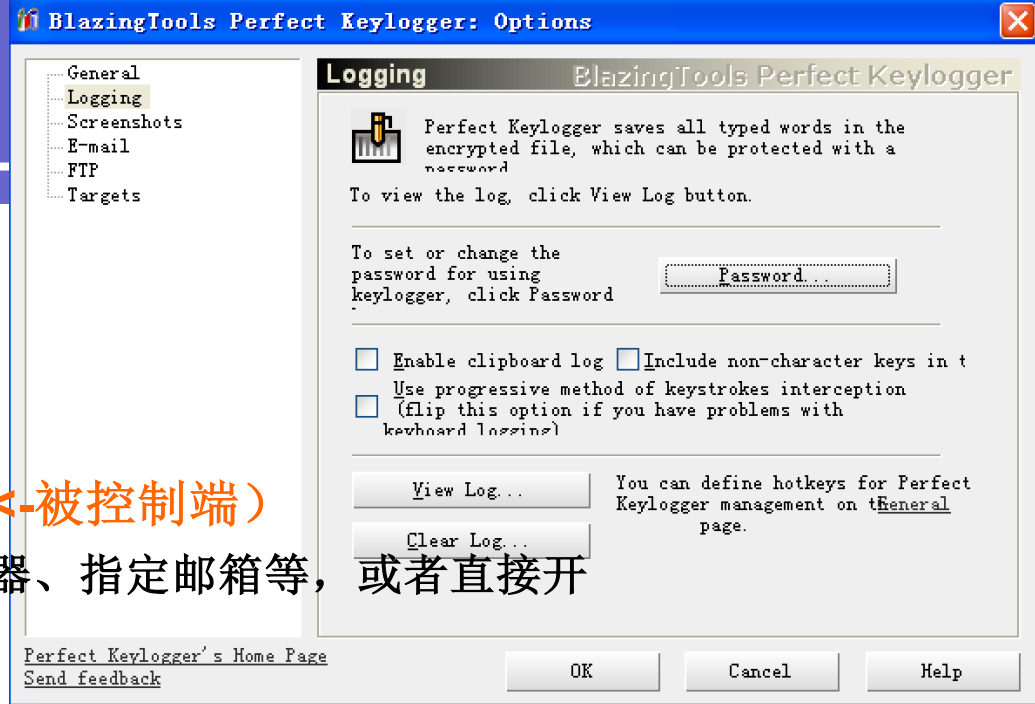 BlazingTools Perfect Keylogger: Options
General
Logging
Screenshots
E-mail
FTP
Targets
Logging
BlazingTools Perfect Keylogger
Perfect Keylogger saves all typed words in the
encrypted file, which can be protected with a
password
To view the log, click View Log button.
To set or change the
password for using
keylogger, click Password
Password...
Enable clipboard log
Include non-character keys in t
Use progressive method of keystrokes interception
(flip this option if you have problems with
keyboard logging)
View Log...
Clear Log...
You can define hotkeys for Perfect
Keylogger management on t General
page.
<-被控制端）
器、指定邮箱等，或者直接开
Perfect Keylogger's Home Page
Send feedback
OK
Cancel
Help